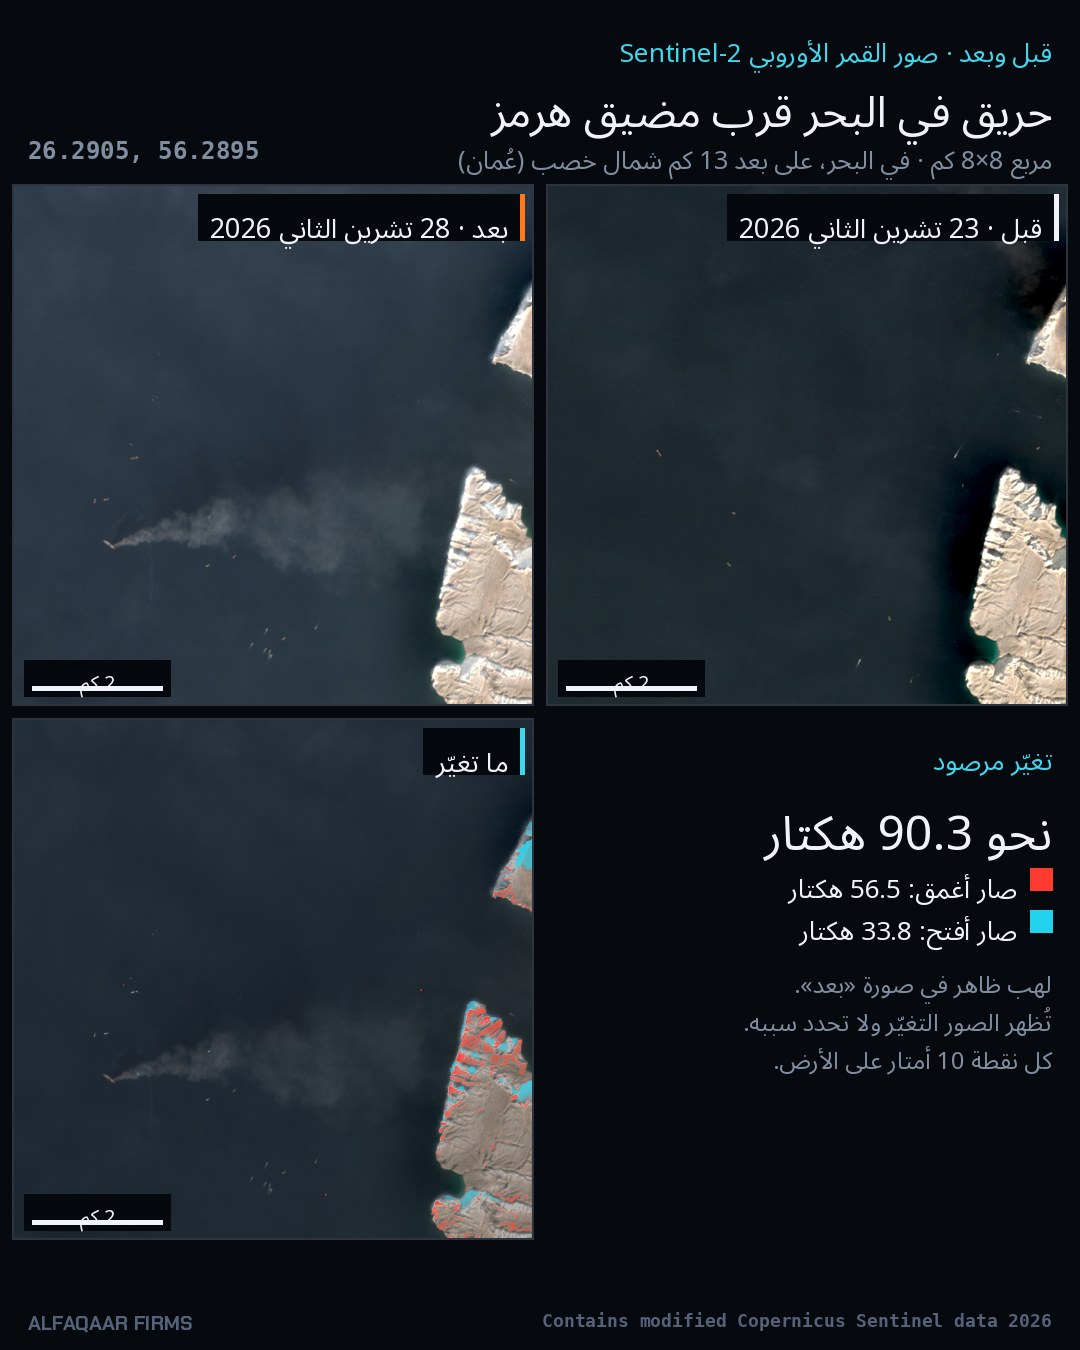 قبل وبعد · صور القمر الأوروبي Sentinel-2
حريق في البحر قرب مضيق هرمز
مربع 8×8 كم · في البحر، على بعد 13 كم شمال خصب (عُمان)
26.2905, 56.2895
قبل · 23 تشرين الثاني 2026
2 كم
بعد · 28 تشرين الثاني 2026
2 كم
ما تغيّر
2 كم
تغيّر مرصود
نحو 90.3 هكتار
صار أغمق: 56.5 هكتار
صار أفتح: 33.8 هكتار
لهب ظاهر في صورة «بعد».
تُظهر الصور التغيّر ولا تحدد سببه.
كل نقطة 10 أمتار على الأرض.
ALFAQAAR FIRMS
Contains modified Copernicus Sentinel data 2026